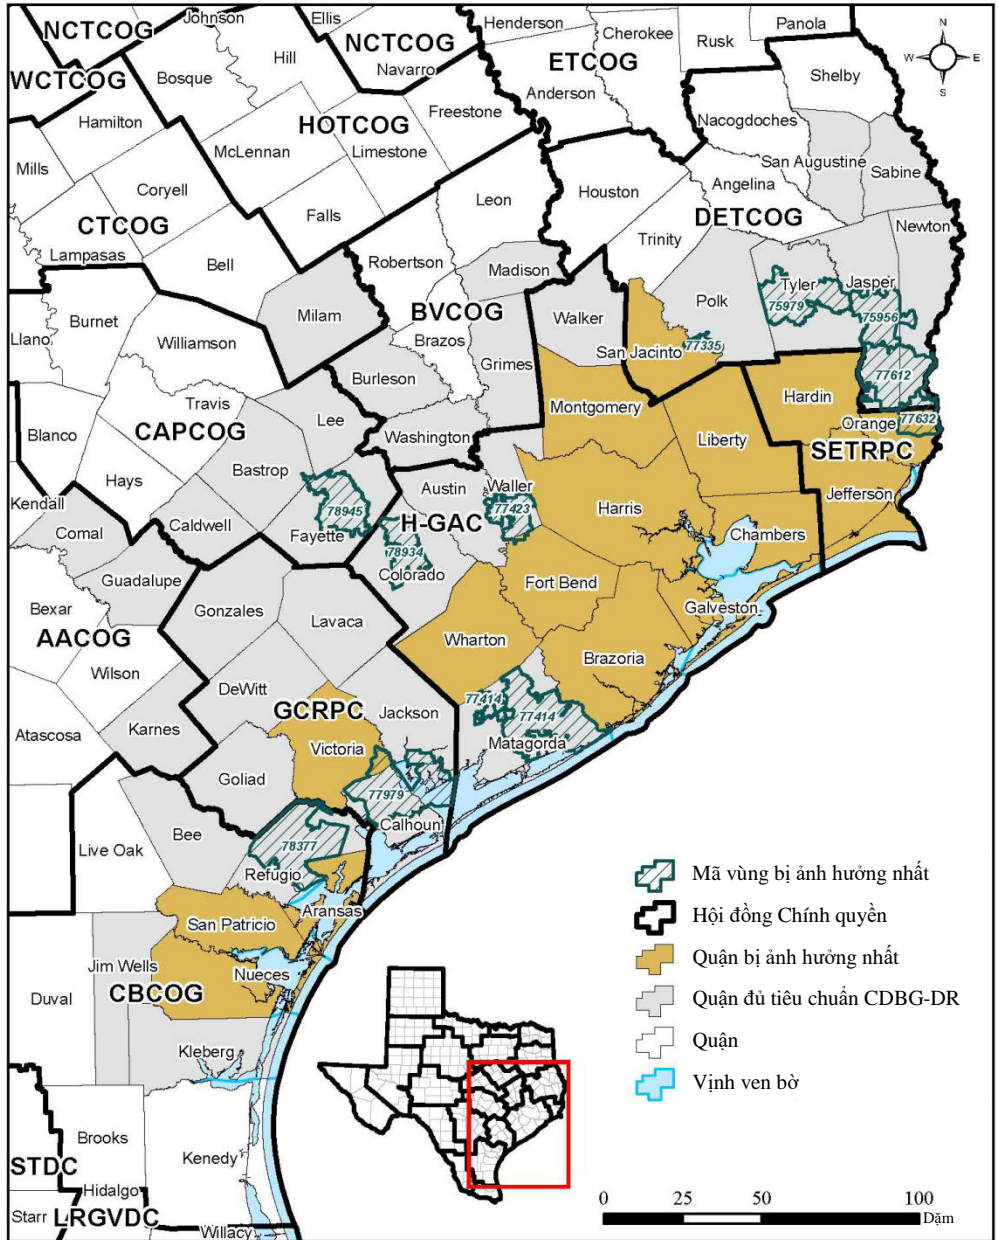 NCTCOG
Johnson
Ellis
NCTCOG
Navarro
Henderson
Cherokee
Rusk
Panola
ETCOG
Anderson
Shelby
N
W
E
S
WCTCOG
Bosque
Hill
Hamilton
HOTCOG
Freestone
McLennan
Limestone
Nacogdoches
San Augustine
Sabine
Mills
Coryell
CTCOG
Falls
Leon
Houston
Angelina
DETCOG
Newton
Lampasas
Bell
Robertson
Trinity
Madison
Tyler
Jasper
75979
75956
Polk
Milam
BVCOG
Walker
Burnet
Llano
Williamson
Brazos
San Jacinto
77335
Grimes
77612
Burleson
Hardin
Travis
Lee
Montgomery
Blanco
CAPCOG
Washington
Liberty
Orange
77632
SETRPC
Hays
Bastrop
Austin
Waller
77423
Jefferson
Kendall
78945
H-GAC
Harris
Comal
Caldwell
Fayette
78934
Chambers
Guadalupe
Colorado
Fort Bend
Bexar
Gonzales
Lavaca
Galveston
AACOG
Wharton
Brazoria
Wilson
DeWitt
77414
GCRPC
Jackson
77414
Atascosa
Karnes
Victoria
Matagorda
Goliad
77979
Calhoun
Bee
Live Oak
78377
Refugio
Aransas
San Patricio
Jim Wells
Nueces
CBCOG
Duval
Kleberg
Brooks
Kenedy
STDC
Hidalgo
Starr
LRGVDC
Willacy
Mã vùng bị ảnh hưởng nhất
Hội đồng Chính quyền
Quận bị ảnh hưởng nhất
Quận đủ tiêu chuẩn CDBG-DR
Quận
Vịnh ven bờ
0
25
50
100
Dặm